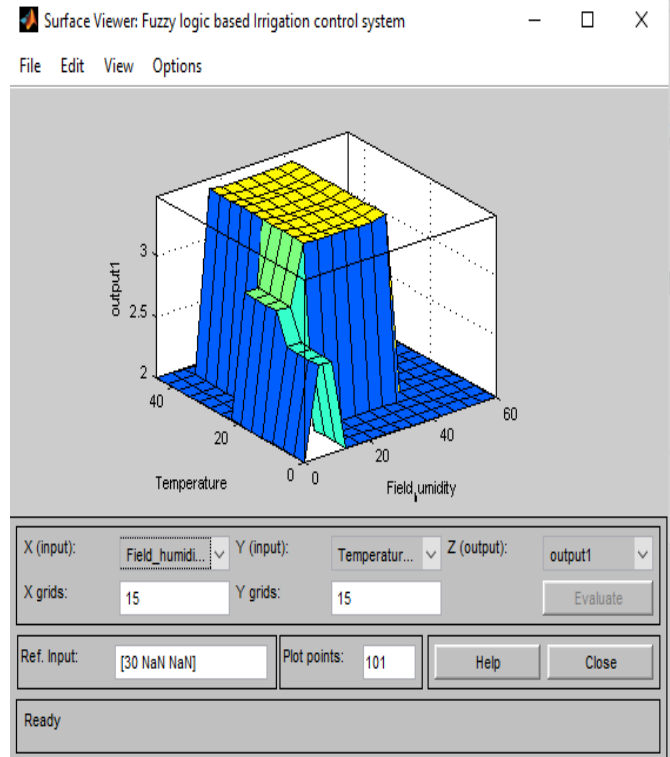 Surface Viewer: Fuzzy logic based Irrigation control system
File Edit View Options
output1
3
2.5
2
40
20
0
Temperature
0
20
40
60
Field,umidity
X (input): Field_humidi... Y (input): Temperatur... Z (output): output1
X grids: 15 Y grids: 15 Evaluate
Ref. Input: [30 NaN NaN] Plot points: 101 Help Close
Ready